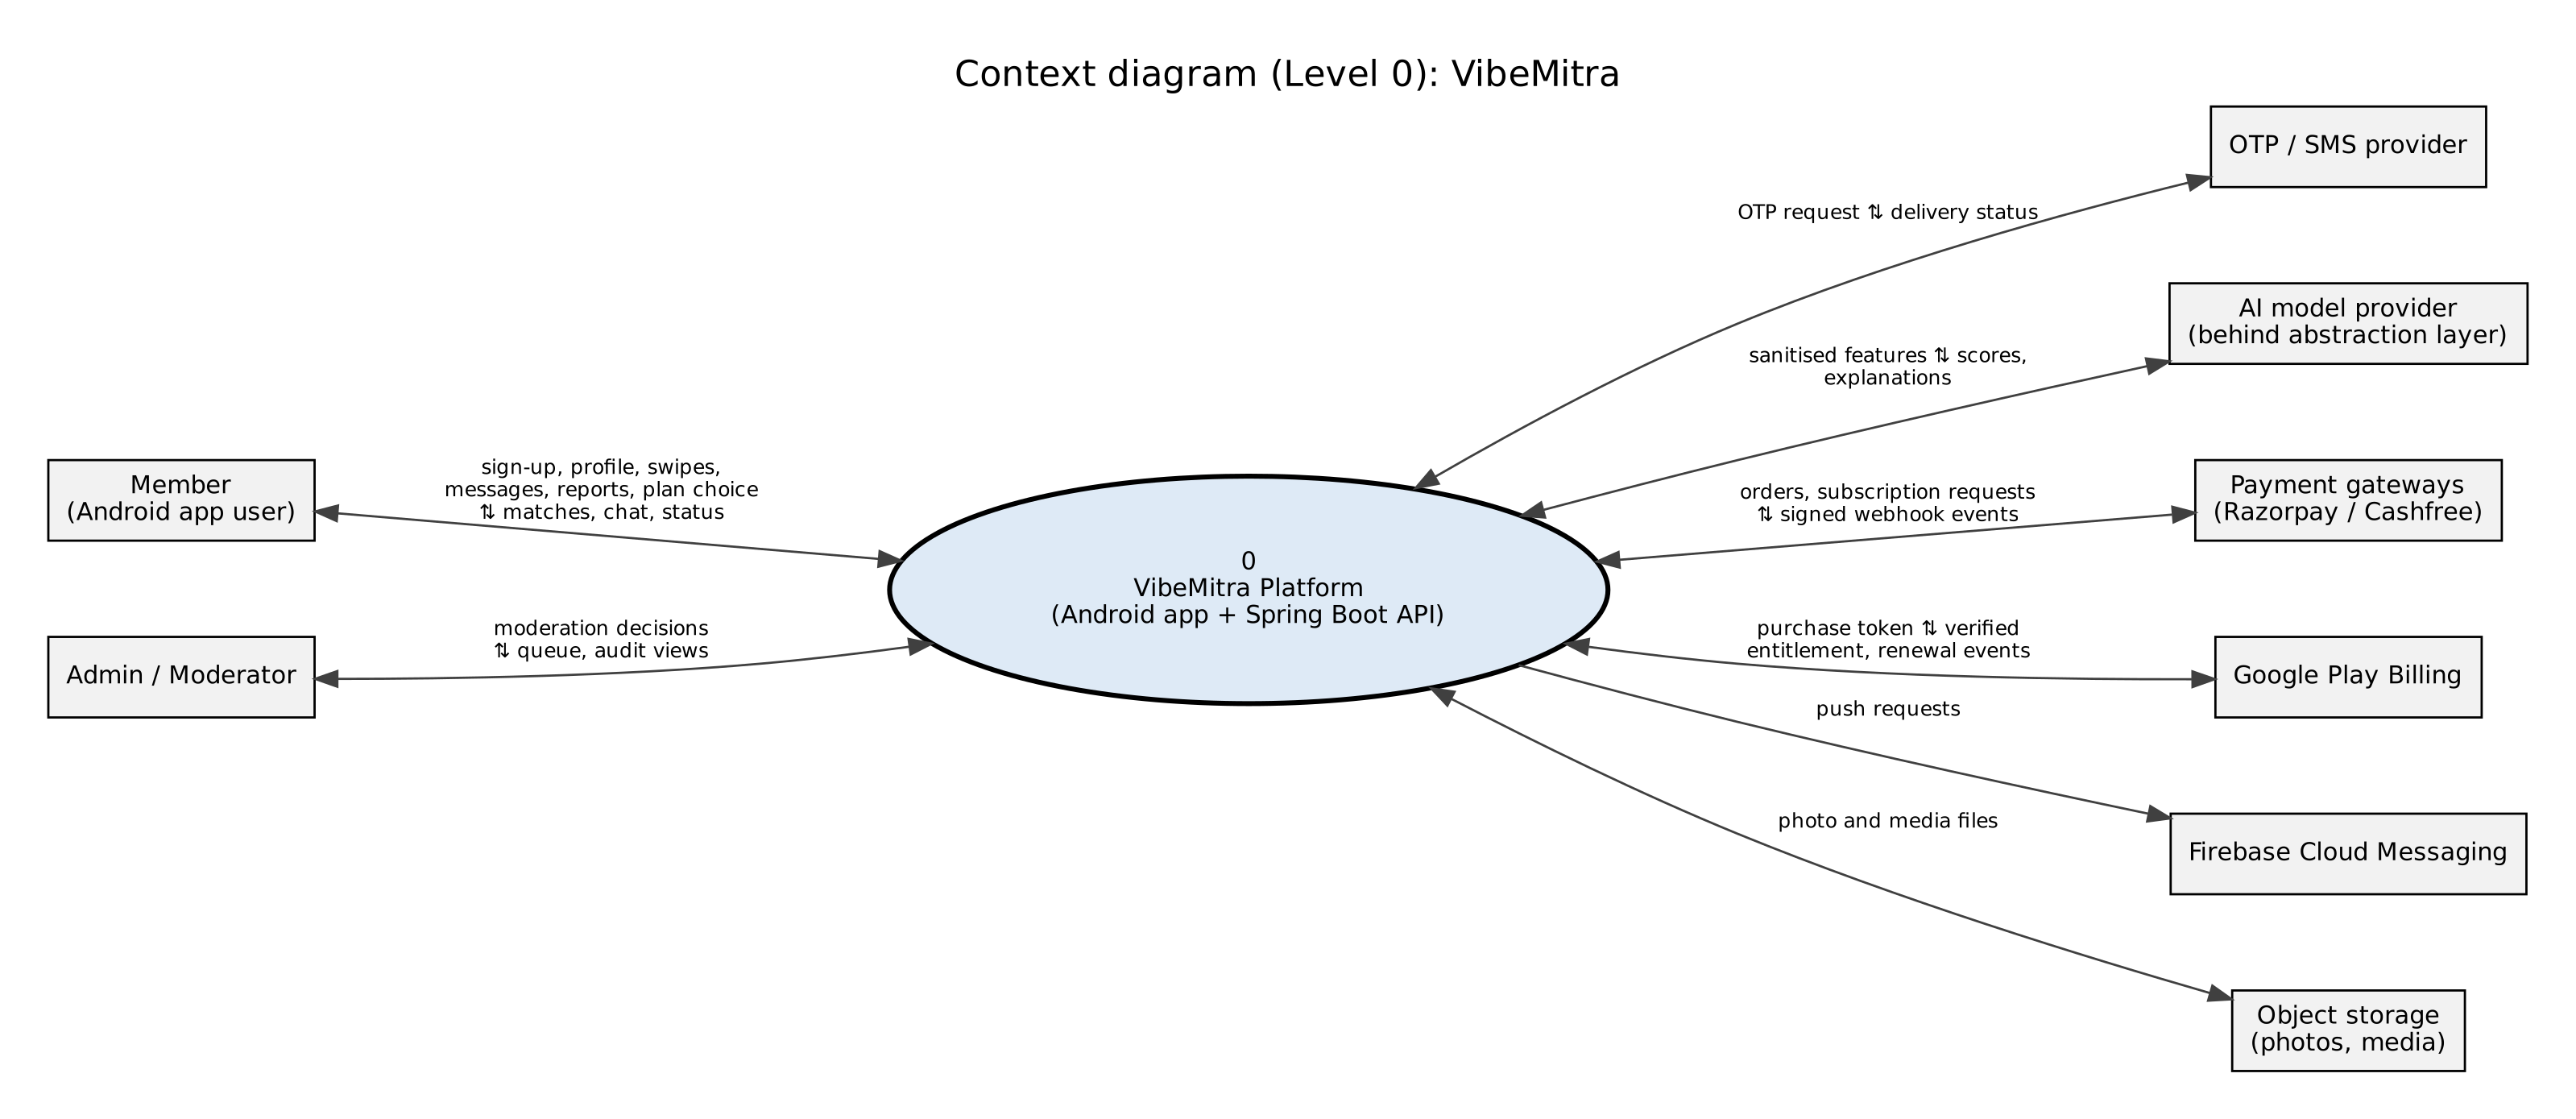 Context diagram (Level 0): VibeMitra
OTP / SMS provider
OTP request ⇅ delivery status
AI model provider
(behind abstraction layer)
sanitised features ⇅ scores,
explanations
Member
(Android app user)
sign-up, profile, swipes,
messages, reports, plan choice
⇅ matches, chat, status
Payment gateways
(Razorpay / Cashfree)
orders, subscription requests
⇅ signed webhook events
0
VibeMitra Platform
(Android app + Spring Boot API)
Admin / Moderator
moderation decisions
⇅ queue, audit views
purchase token ⇅ verified
entitlement, renewal events
Google Play Billing
push requests
Firebase Cloud Messaging
photo and media files
Object storage
(photos, media)